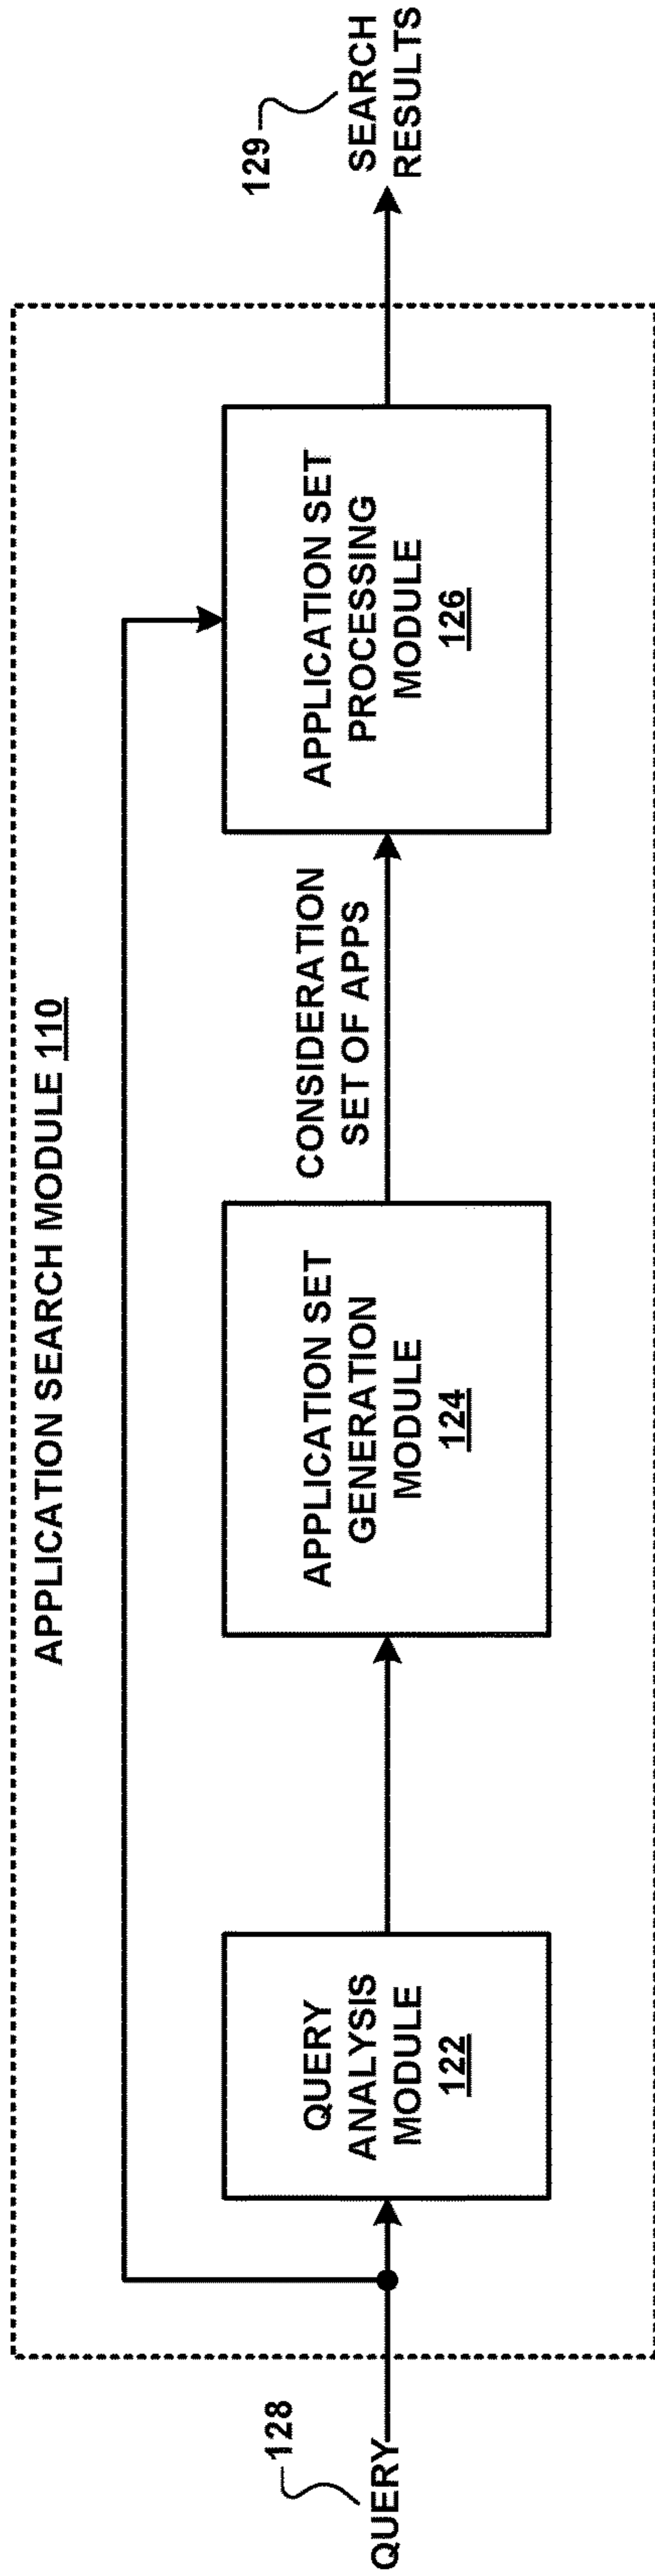 APPLICATION SEARCH MODULE 110
128
QUERY
QUERY
ANALYSIS
MODULE
122
APPLICATION SET
GENERATION
MODULE
124
CONSIDERATION
SET OF APPS
APPLICATION SET
PROCESSING
MODULE
126
129
SEARCH
RESULTS